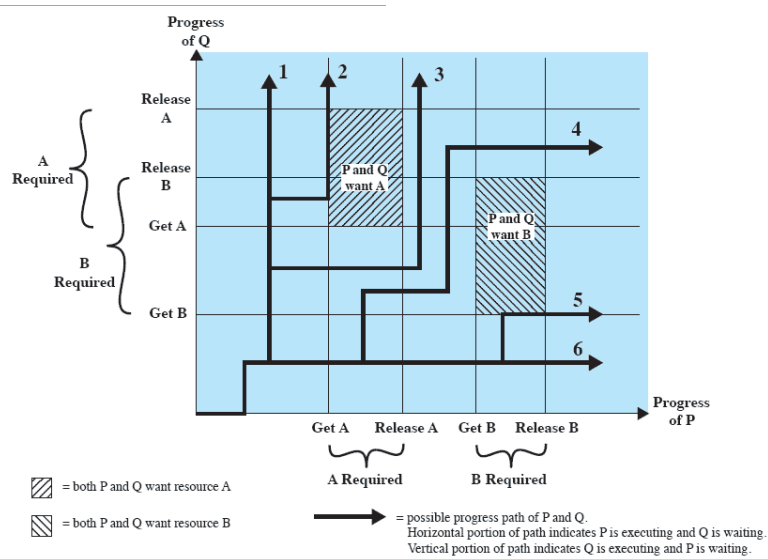 Progress
of Q
1
2
3
Release
A
4
A
Required
Release
B
P and Q
want A
Get A
P and Q
want B
B
Required
Get B
5
6
Progress
of P
Get A
Release A
Get B
Release B
A Required
B Required
= both P and Q want resource A
= both P and Q want resource B
= possible progress path of P and Q.
Horizontal portion of path indicates P is executing and Q is waiting.
Vertical portion of path indicates Q is executing and P is waiting.